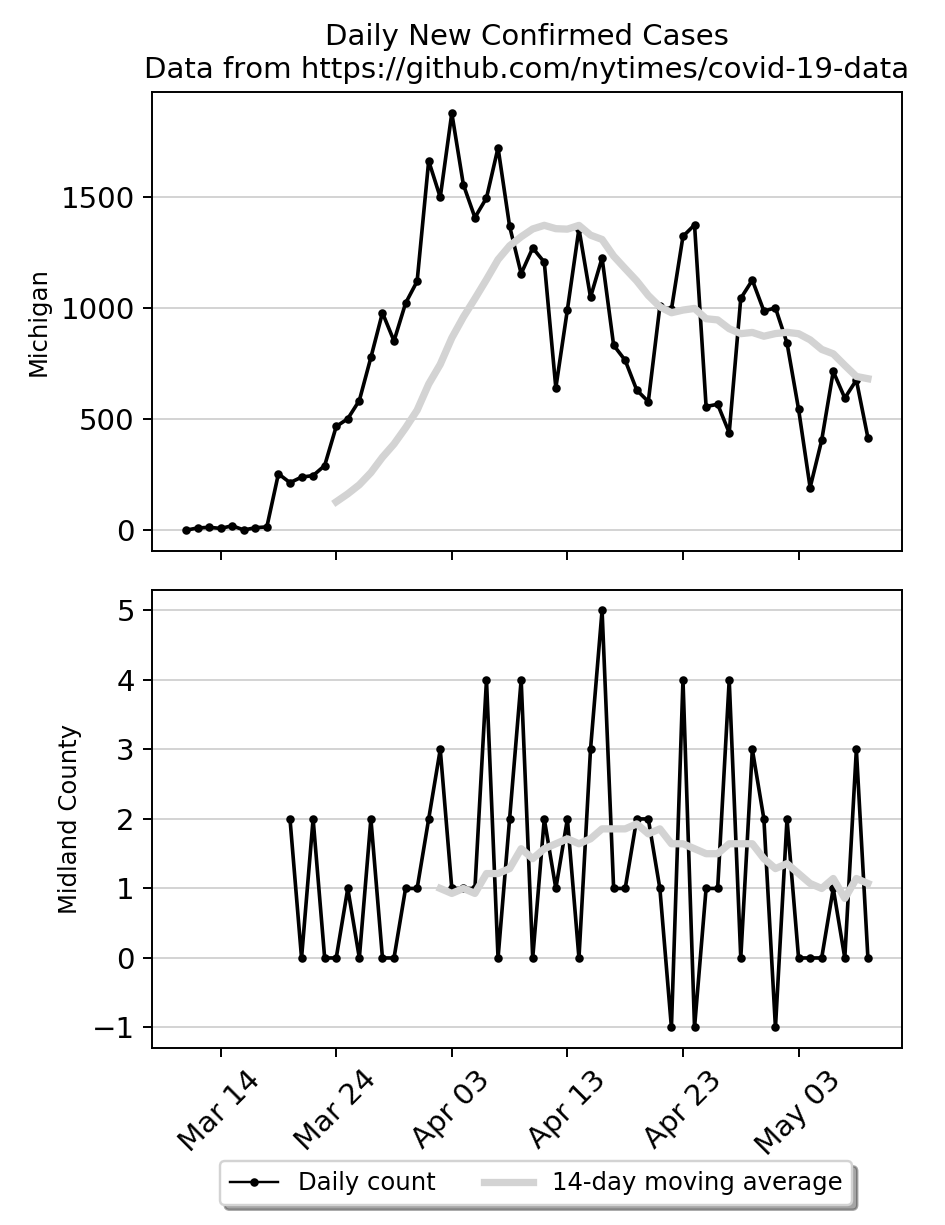 Daily New Confirmed Cases
Data from https://github.com/nytimes/covid-19-data
Michigan
1500
1000
500
0
Midland County
5
4
3
2
1
0
−1
Mar 14
Mar 24
Apr 03
Apr 13
Apr 23
May 03
Daily count
14-day moving average